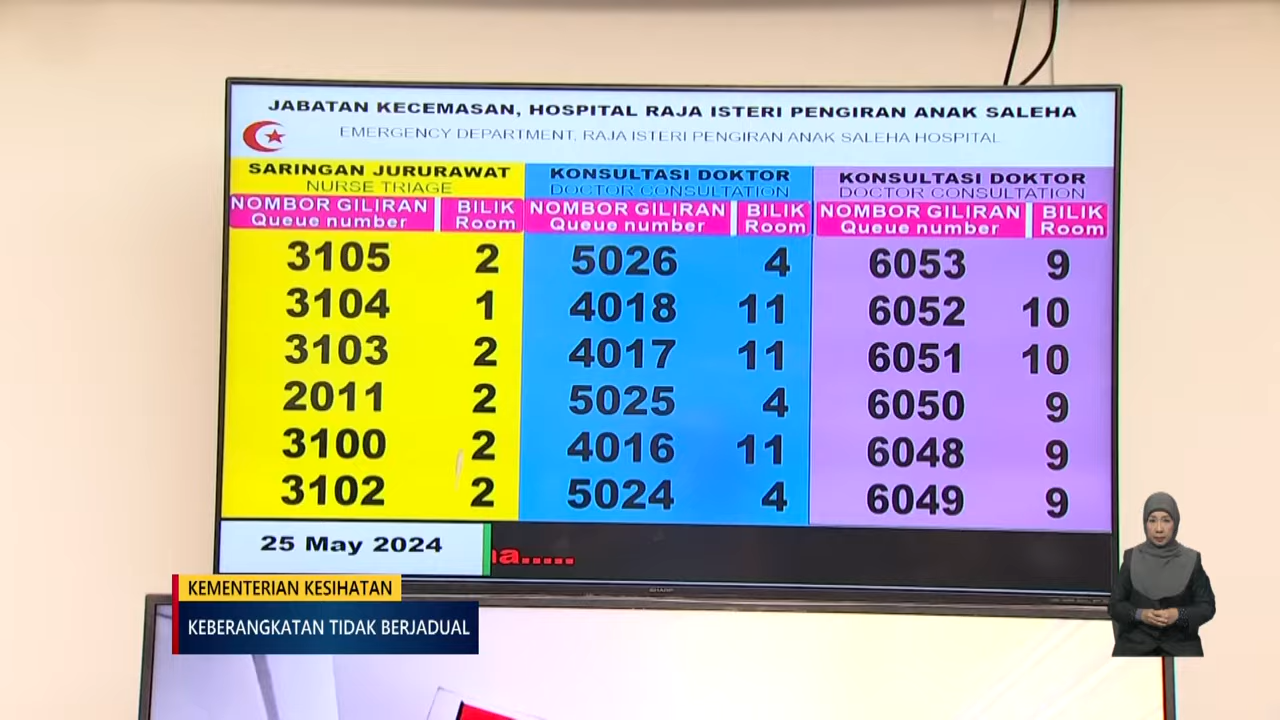 JABATAN KECEMASAN, HOSPITAL RAJA ISTERI PENGIRAN ANAK SALEHA
EMERGENCY DEPARTMENT, RAJA ISTERI PENGIRAN ANAK SALEHA HOSPITAL
SARINGAN JURURAWAT
NURSE TRIAGE
NOMBOR GILIRAN BILIK
Queue number Room
3105 2
3104 1
3103 2
2011 2
3100 2
3102 2
KONSULTASI DOKTOR
DOCTOR CONSULTATION
NOMBOR GILIRAN BILIK
Queue number Room
5026 4
4018 11
4017 11
5025 4
4016 11
5024 4
KONSULTASI DOKTOR
DOCTOR CONSULTATION
NOMBOR GILIRAN BILIK
Queue number Room
6053 9
6052 10
6051 10
6050 9
6048 9
6049 9
25 May 2024
SHARP
KEMENTERIAN KESIHATAN
KEBERANGKATAN TIDAK BERJADUAL